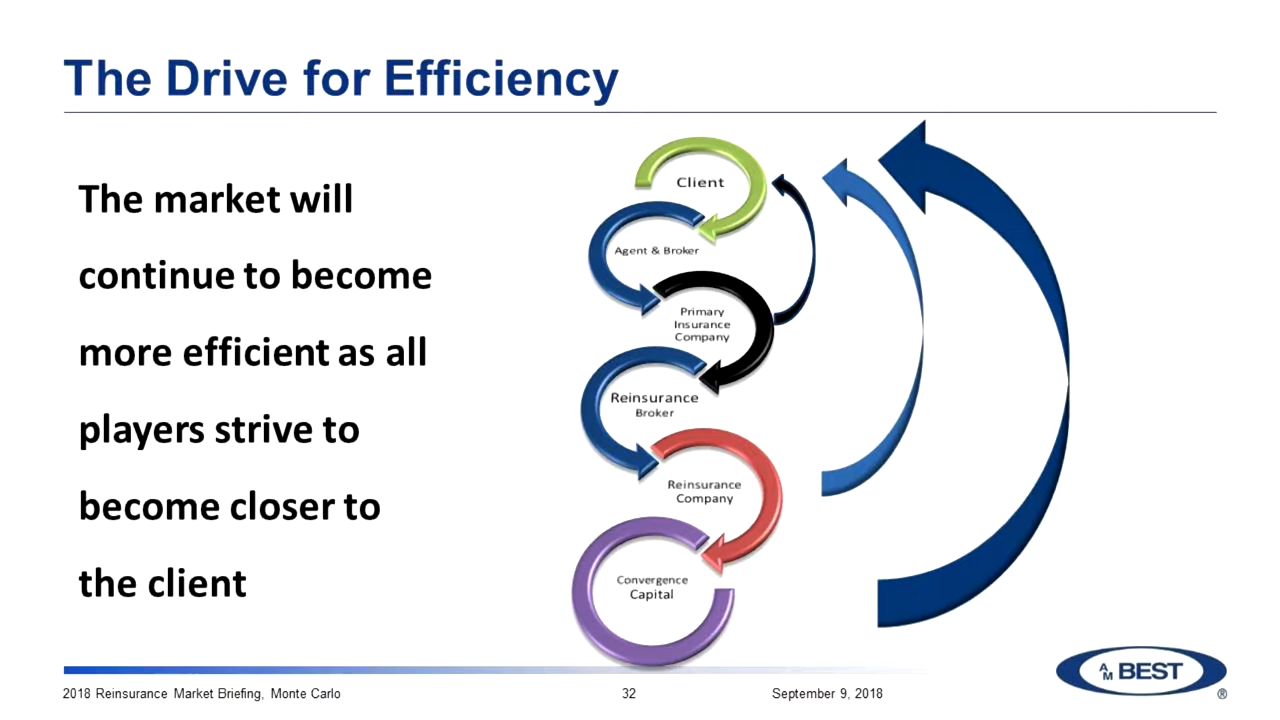 The Drive for Efficiency
The market will
continue to become
more efficient as all
players strive to
become closer to
the client
Client
Agent & Broker
Primary
Insurance
Company
Reinsurance
Broker
Reinsurance
Company
Convergence
Capital
A M BEST ®
2018 Reinsurance Market Briefing, Monte Carlo
32
September 9, 2018